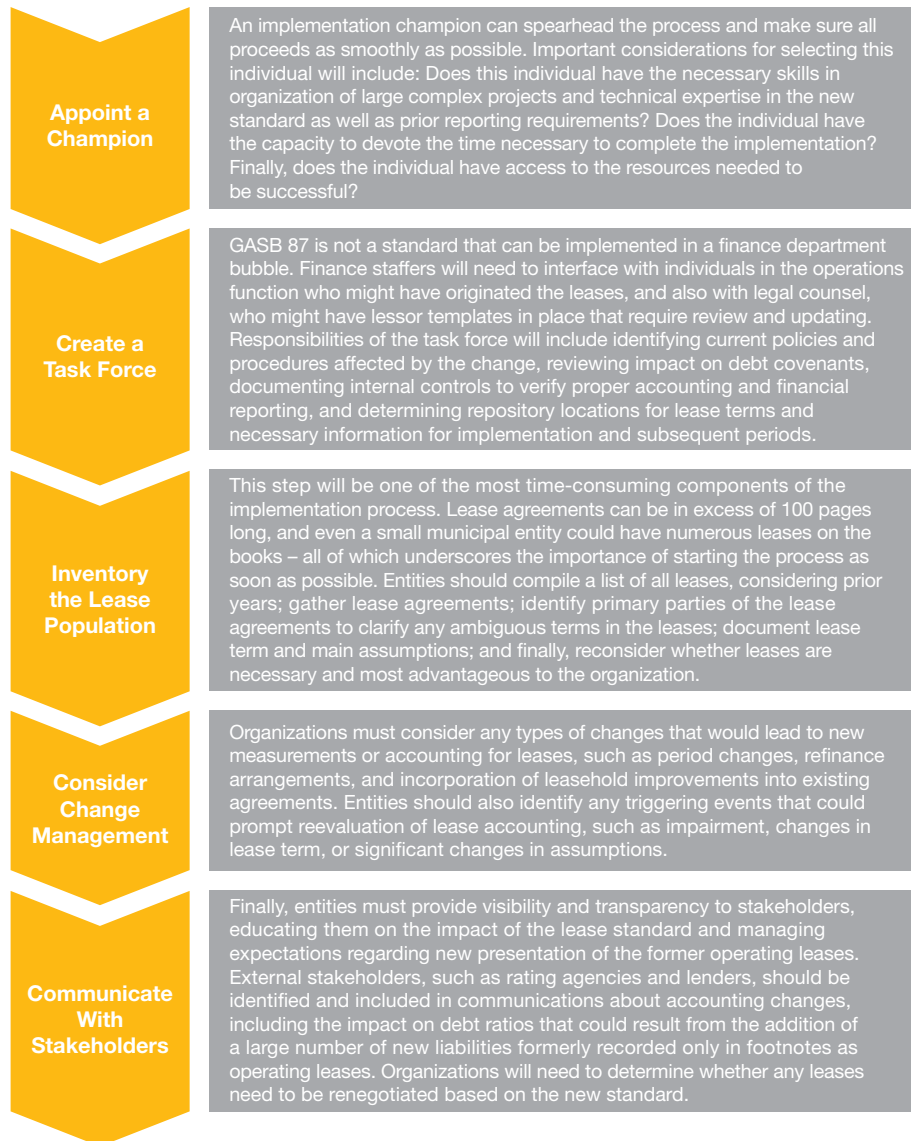 Appoint a
Champion
An implementation champion can spearhead the process and make sure all
proceeds as smoothly as possible. Important considerations for selecting this
individual will include: Does this individual have the necessary skills in
organization of large complex projects and technical expertise in the new
standard as well as prior reporting requirements? Does the individual have
the capacity to devote the time necessary to complete the implementation?
Finally, does the individual have access to the resources needed to
be successful?
Create a
Task Force
GASB 87 is not a standard that can be implemented in a finance department
bubble. Finance staffers will need to interface with individuals in the operations
function who might have originated the leases, and also with legal counsel,
who might have lessor templates in place that require review and updating.
Responsibilities of the task force will include identifying current policies and
procedures affected by the change, reviewing impact on debt covenants,
documenting internal controls to verify proper accounting and financial
reporting, and determining repository locations for lease terms and
necessary information for implementation and subsequent periods.
Inventory
the Lease
Population
This step will be one of the most time-consuming components of the
implementation process. Lease agreements can be in excess of 100 pages
long, and even a small municipal entity could have numerous leases on the
books – all of which underscores the importance of starting the process as
soon as possible. Entities should compile a list of all leases, considering prior
years; gather lease agreements; identify primary parties of the lease
agreements to clarify any ambiguous terms in the leases; document lease
term and main assumptions; and finally, reconsider whether leases are
necessary and most advantageous to the organization.
Consider
Change
Management
Organizations must consider any types of changes that would lead to new
measurements or accounting for leases, such as period changes, refinance
arrangements, and incorporation of leasehold improvements into existing
agreements. Entities should also identify any triggering events that could
prompt reevaluation of lease accounting, such as impairment, changes in
lease term, or significant changes in assumptions.
Communicate
With
Stakeholders
Finally, entities must provide visibility and transparency to stakeholders,
educating them on the impact of the lease standard and managing
expectations regarding new presentation of the former operating leases.
External stakeholders, such as rating agencies and lenders, should be
identified and included in communications about accounting changes,
including the impact on debt ratios that could result from the addition of
a large number of new liabilities formerly recorded only in footnotes as
operating leases. Organizations will need to determine whether any leases
need to be renegotiated based on the new standard.